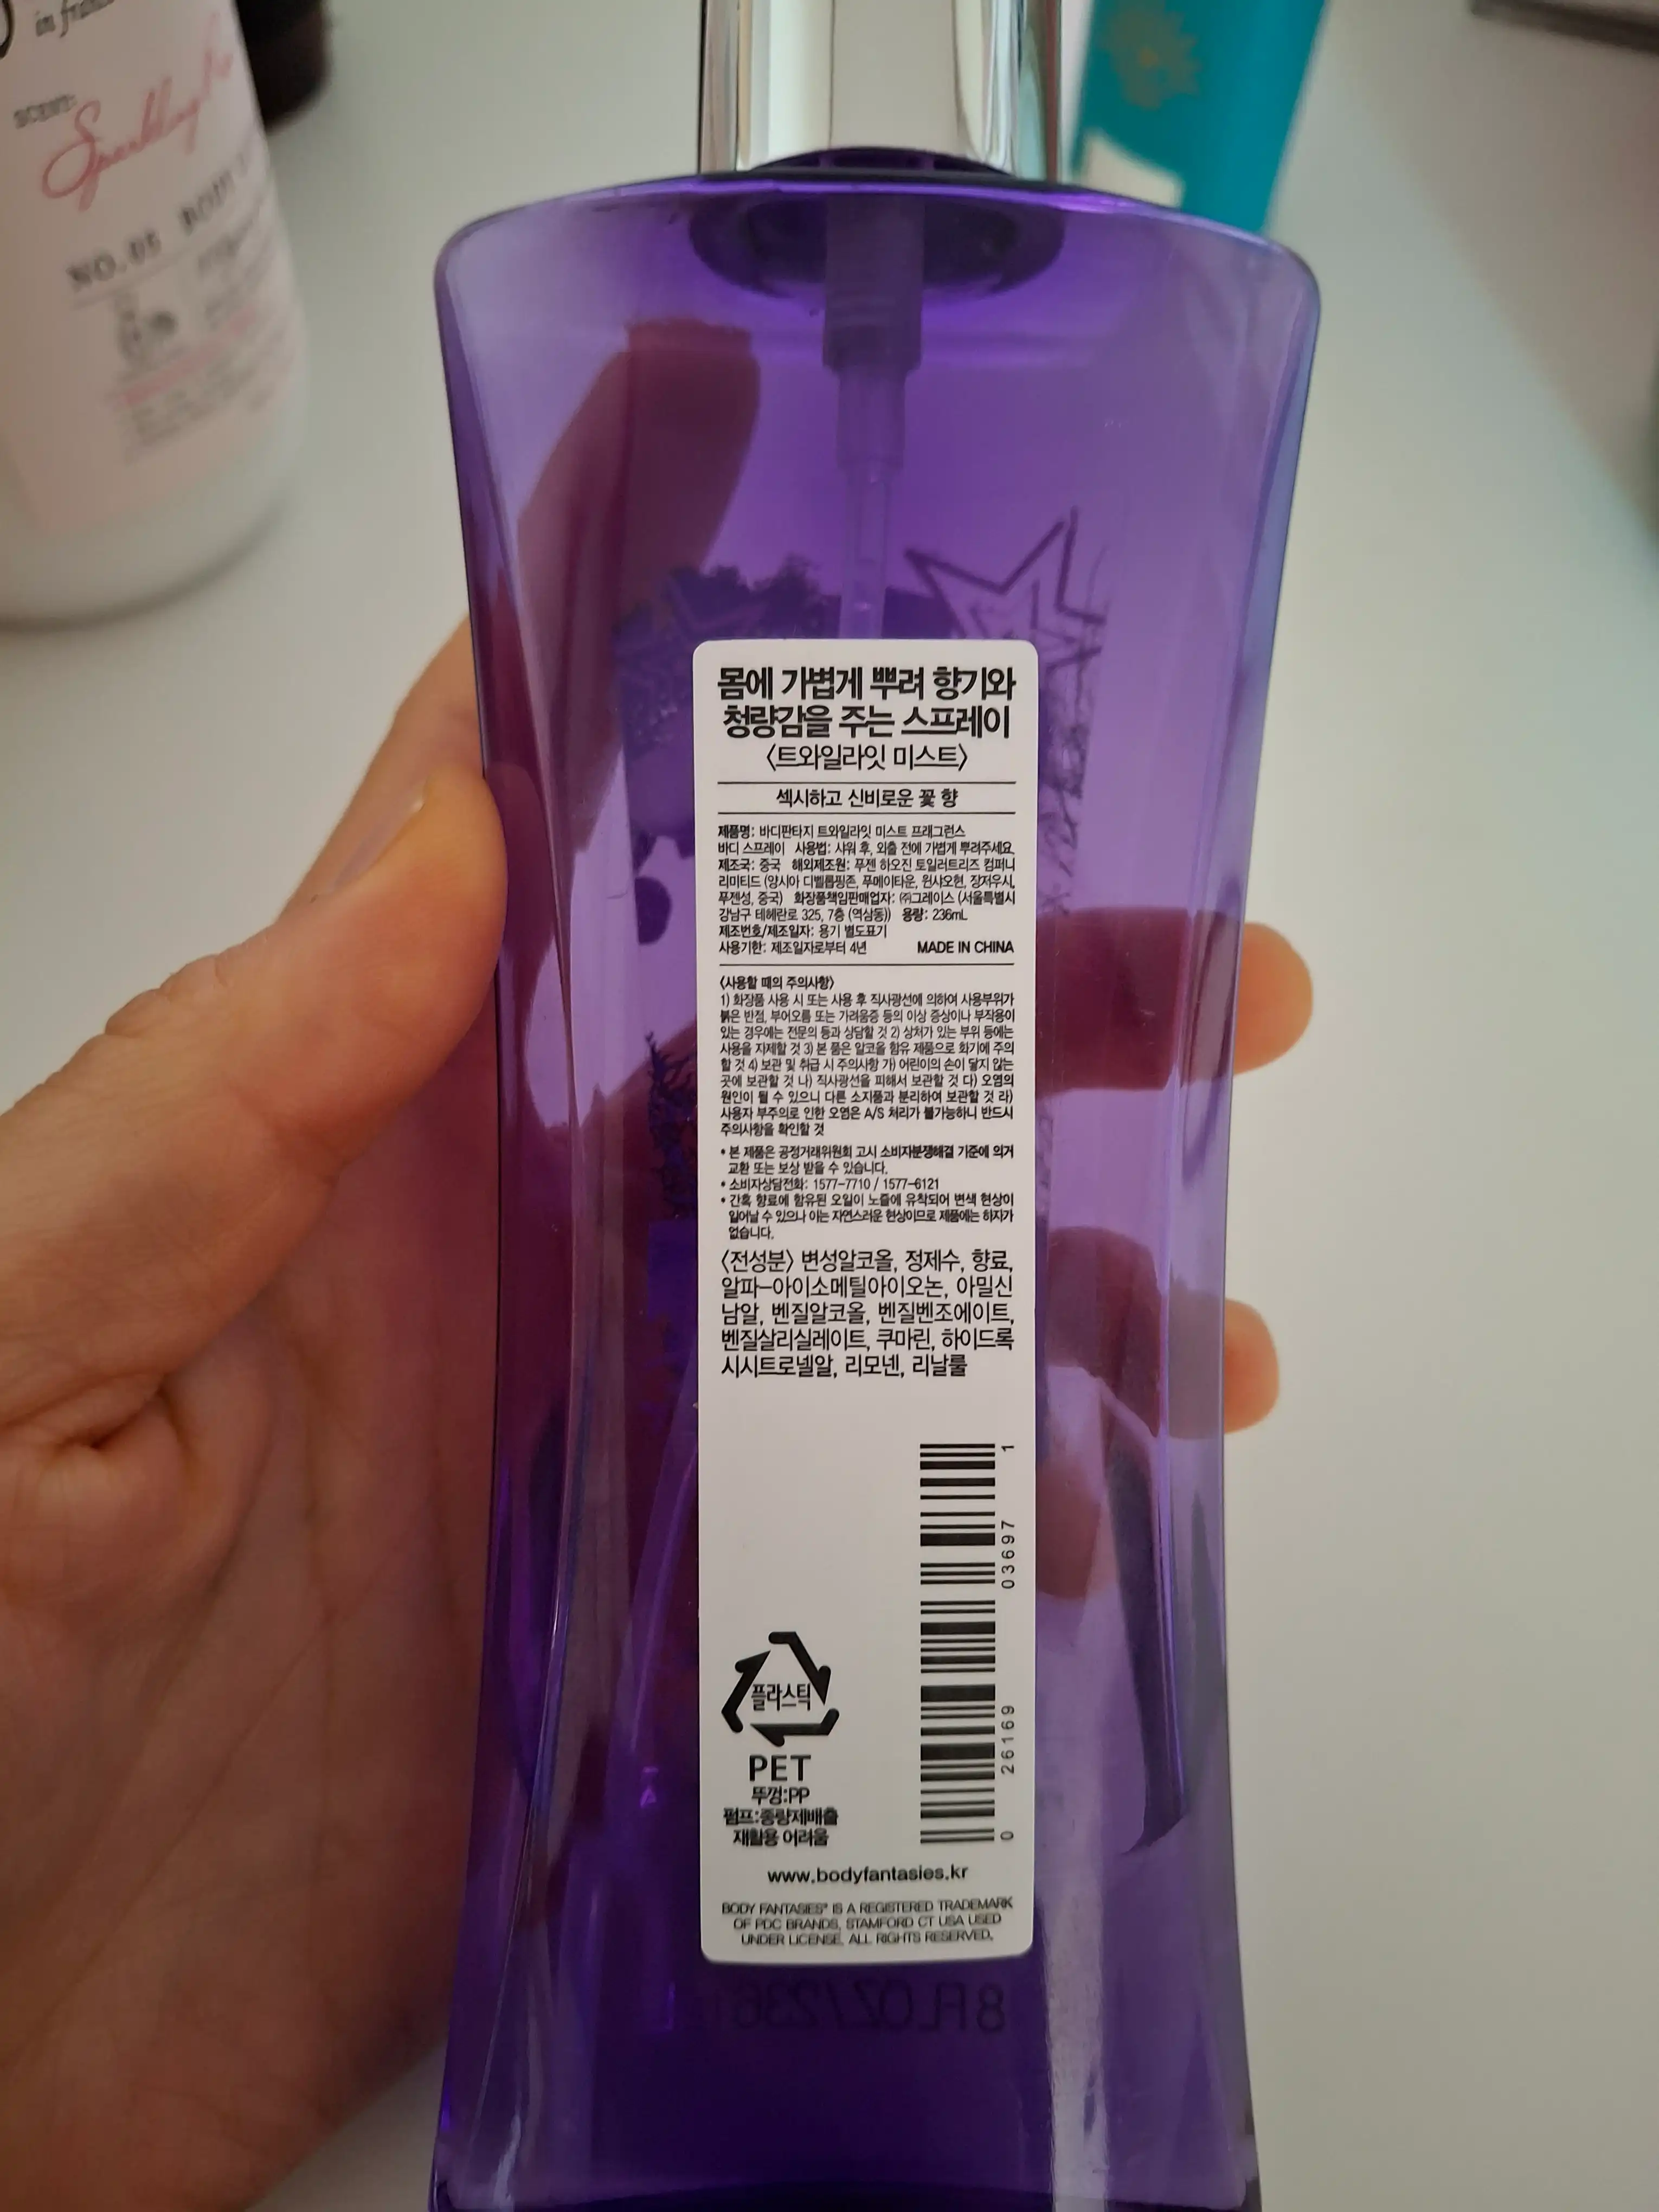 in franc
SCENT:
Sparkling
NO.05 BODY
몸에 가볍게 뿌려 향기와
청량감을 주는 스프레이
〈트와일라잇 미스트〉
섹시하고 신비로운 꽃 향
제품명: 바디판타지 트와일라잇 미스트 프래그런스
바디 스프레이 사용법: 샤워 후, 외출 전에 가볍게 뿌려주세요.
제조국: 중국 해외제조원: 푸젠 하오진 토일러트리즈 컴퍼니
리미티드 (양시아 디벨롭핑존, 푸메이타운, 윈샤오현, 장저우시,
푸젠성, 중국) 화장품책임판매업자: ㈜그레이스 (서울특별시
강남구 테헤란로 325, 7층 (역삼동)) 용량: 236mL
제조번호/제조일자: 용기 별도표기
사용기한: 제조일자로부터 4년 MADE IN CHINA
〈사용할 때의 주의사항〉
1) 화장품 사용 시 또는 사용 후 직사광선에 의하여 사용부위가
붉은 반점, 부어오름 또는 가려움증 등의 이상 증상이나 부작용이
있는 경우에는 전문의 등과 상담할 것 2) 상처가 있는 부위 등에는
사용을 자제할 것 3) 본 품은 알코올 함유 제품으로 화기에 주의
할 것 4) 보관 및 취급 시 주의사항 가) 어린이의 손이 닿지 않는
곳에 보관할 것 나) 직사광선을 피해서 보관할 것 다) 오염의
원인이 될 수 있으니 다른 소지품과 분리하여 보관할 것 라)
사용자 부주의로 인한 오염은 A/S 처리가 불가능하니 반드시
주의사항을 확인할 것
• 본 제품은 공정거래위원회 고시 소비자분쟁해결 기준에 의거
교환 또는 보상 받을 수 있습니다.
• 소비자상담전화: 1577-7710 / 1577-6121
• 간혹 향료에 함유된 오일이 노즐에 유착되어 변색 현상이
일어날 수 있으나 이는 자연스러운 현상이므로 제품에는 하자가
없습니다.
〈전성분〉 변성알코올, 정제수, 향료,
알파-아이소메틸아이오논, 아밀신
남알, 벤질알코올, 벤질벤조에이트,
벤질살리실레이트, 쿠마린, 하이드록
시시트로넬알, 리모넨, 리날룰
0 26169 03697 1
플라스틱
PET
뚜껑:PP
펌프:종량제배출
재활용 어려움
www.bodyfantasies.kr
BODY FANTASIES® IS A REGISTERED TRADEMARK
OF PDC BRANDS, STAMFORD CT USA USED
UNDER LICENSE. ALL RIGHTS RESERVED.
8 FL OZ/236